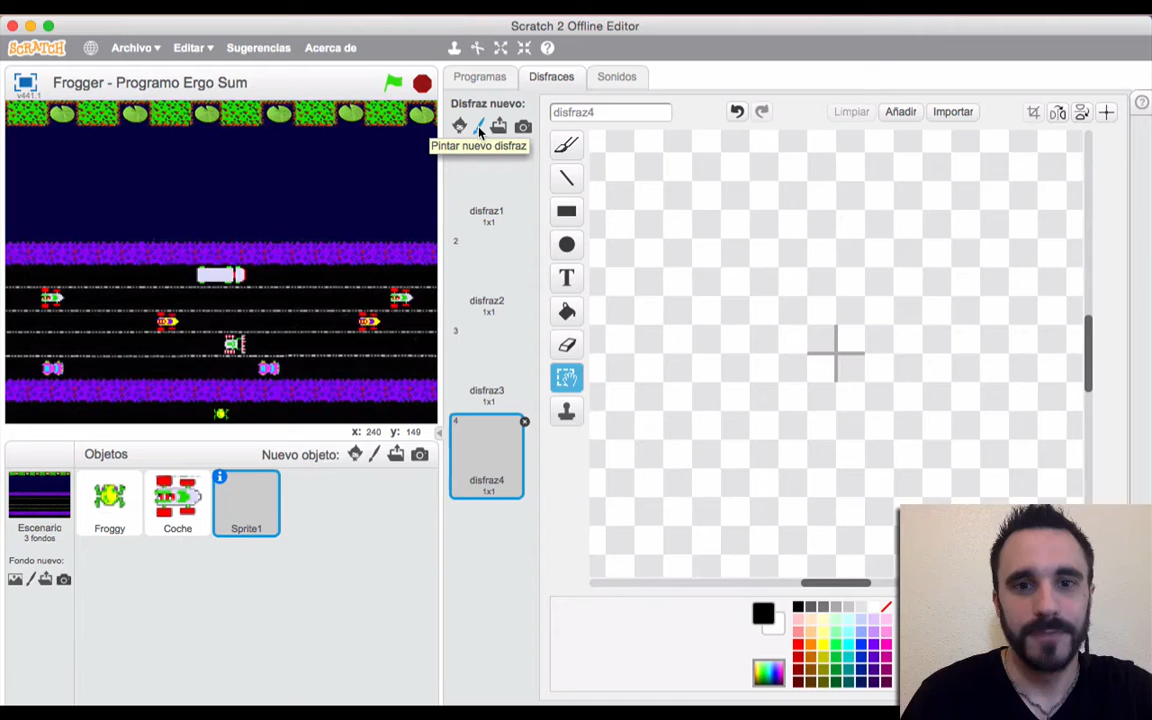 Scratch 2 Offline Editor
SCRATCH Archivo Editar Sugerencias Acerca de
v441.1
Frogger - Programo Ergo Sum
x: 240 y: 149
Objetos
Nuevo objeto:
Escenario
3 fondos
Fondo nuevo:
Froggy
Coche
Sprite1
Programas
Disfraces
Sonidos
Disfraz nuevo:
Pintar nuevo disfraz
disfraz1
1x1
2
disfraz2
1x1
3
disfraz3
1x1
4
disfraz4
1x1
disfraz4
Limpiar
Añadir
Importar
T